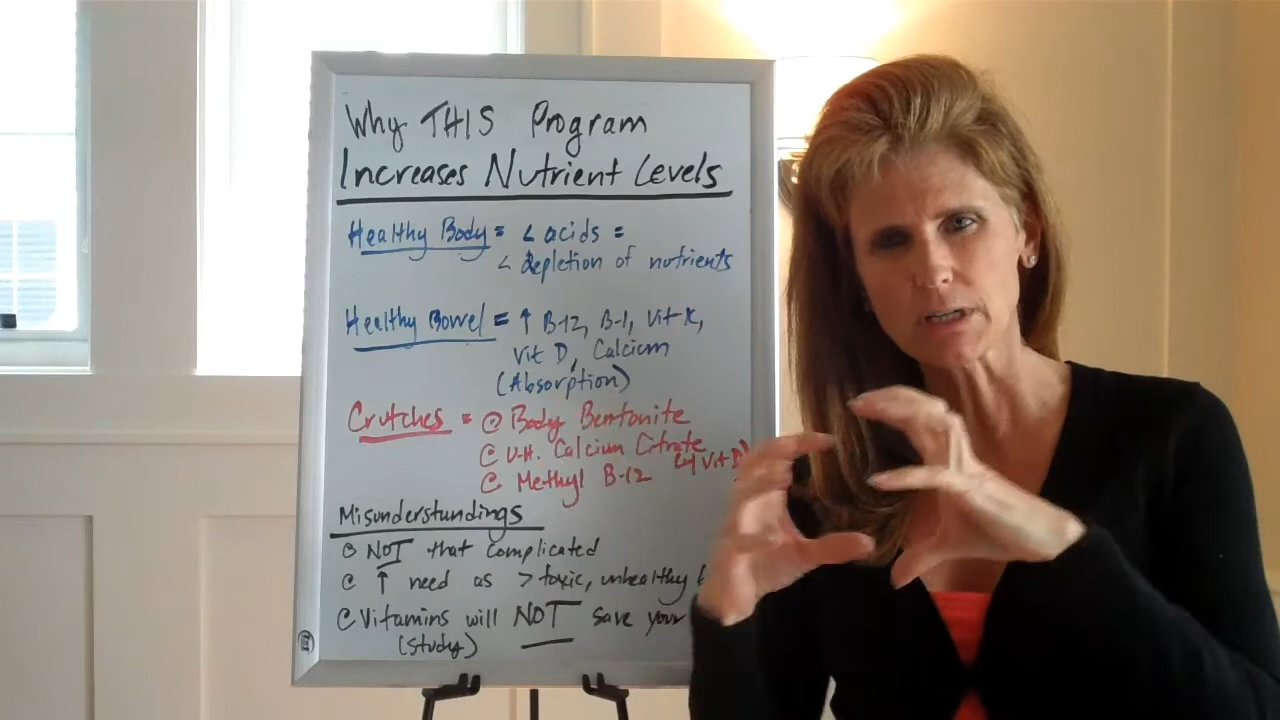 Why THIS Program
Increases Nutrient Levels
Healthy Body = < acids =
< depletion of nutrients
Healthy Bowel = ↑ B-12, B-1, Vit K,
Vit D, Calcium
(Absorption)
Crutches = Body Bentonite
U.H. Calcium Citrate
(w/ Vit D)
Methyl B-12
Misunderstandings
NOT that complicated
↑ need as > toxic, unhealthy
Vitamins will NOT save your
(study)